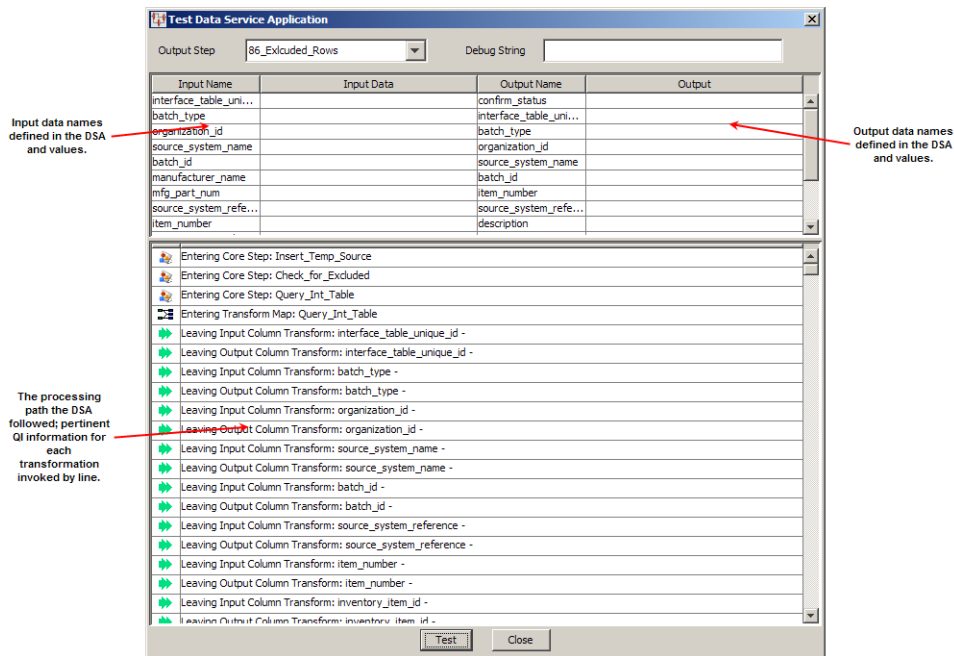 Test Data Service Application
Output Step
86_Exlcuded_Rows
Debug String
Input Name
Input Data
Output Name
Output
interface_table_uni...
confirm_status
batch_type
interface_table_uni...
organization_id
batch_type
source_system_name
organization_id
batch_id
source_system_name
manufacturer_name
batch_id
mfg_part_num
item_number
source_system_refe...
source_system_refe...
item_number
description
Input data names
defined in the DSA
and values.
Output data names
defined in the DSA
and values.
Entering Core Step: Insert_Temp_Source
Entering Core Step: Check_for_Excluded
Entering Core Step: Query_Int_Table
Entering Transform Map: Query_Int_Table
Leaving Input Column Transform: interface_table_unique_id -
Leaving Output Column Transform: interface_table_unique_id -
Leaving Input Column Transform: batch_type -
Leaving Output Column Transform: batch_type -
Leaving Input Column Transform: organization_id -
Leaving Output Column Transform: organization_id -
Leaving Input Column Transform: source_system_name -
Leaving Output Column Transform: source_system_name -
Leaving Input Column Transform: batch_id -
Leaving Output Column Transform: batch_id -
Leaving Input Column Transform: source_system_reference -
Leaving Output Column Transform: source_system_reference -
Leaving Input Column Transform: item_number -
Leaving Output Column Transform: item_number -
Leaving Input Column Transform: inventory_item_id -
Leaving Output Column Transform: inventory_item_id -
The processing
path the DSA
followed; pertinent
QI information for
each
transformation
invoked by line.
Test
Close